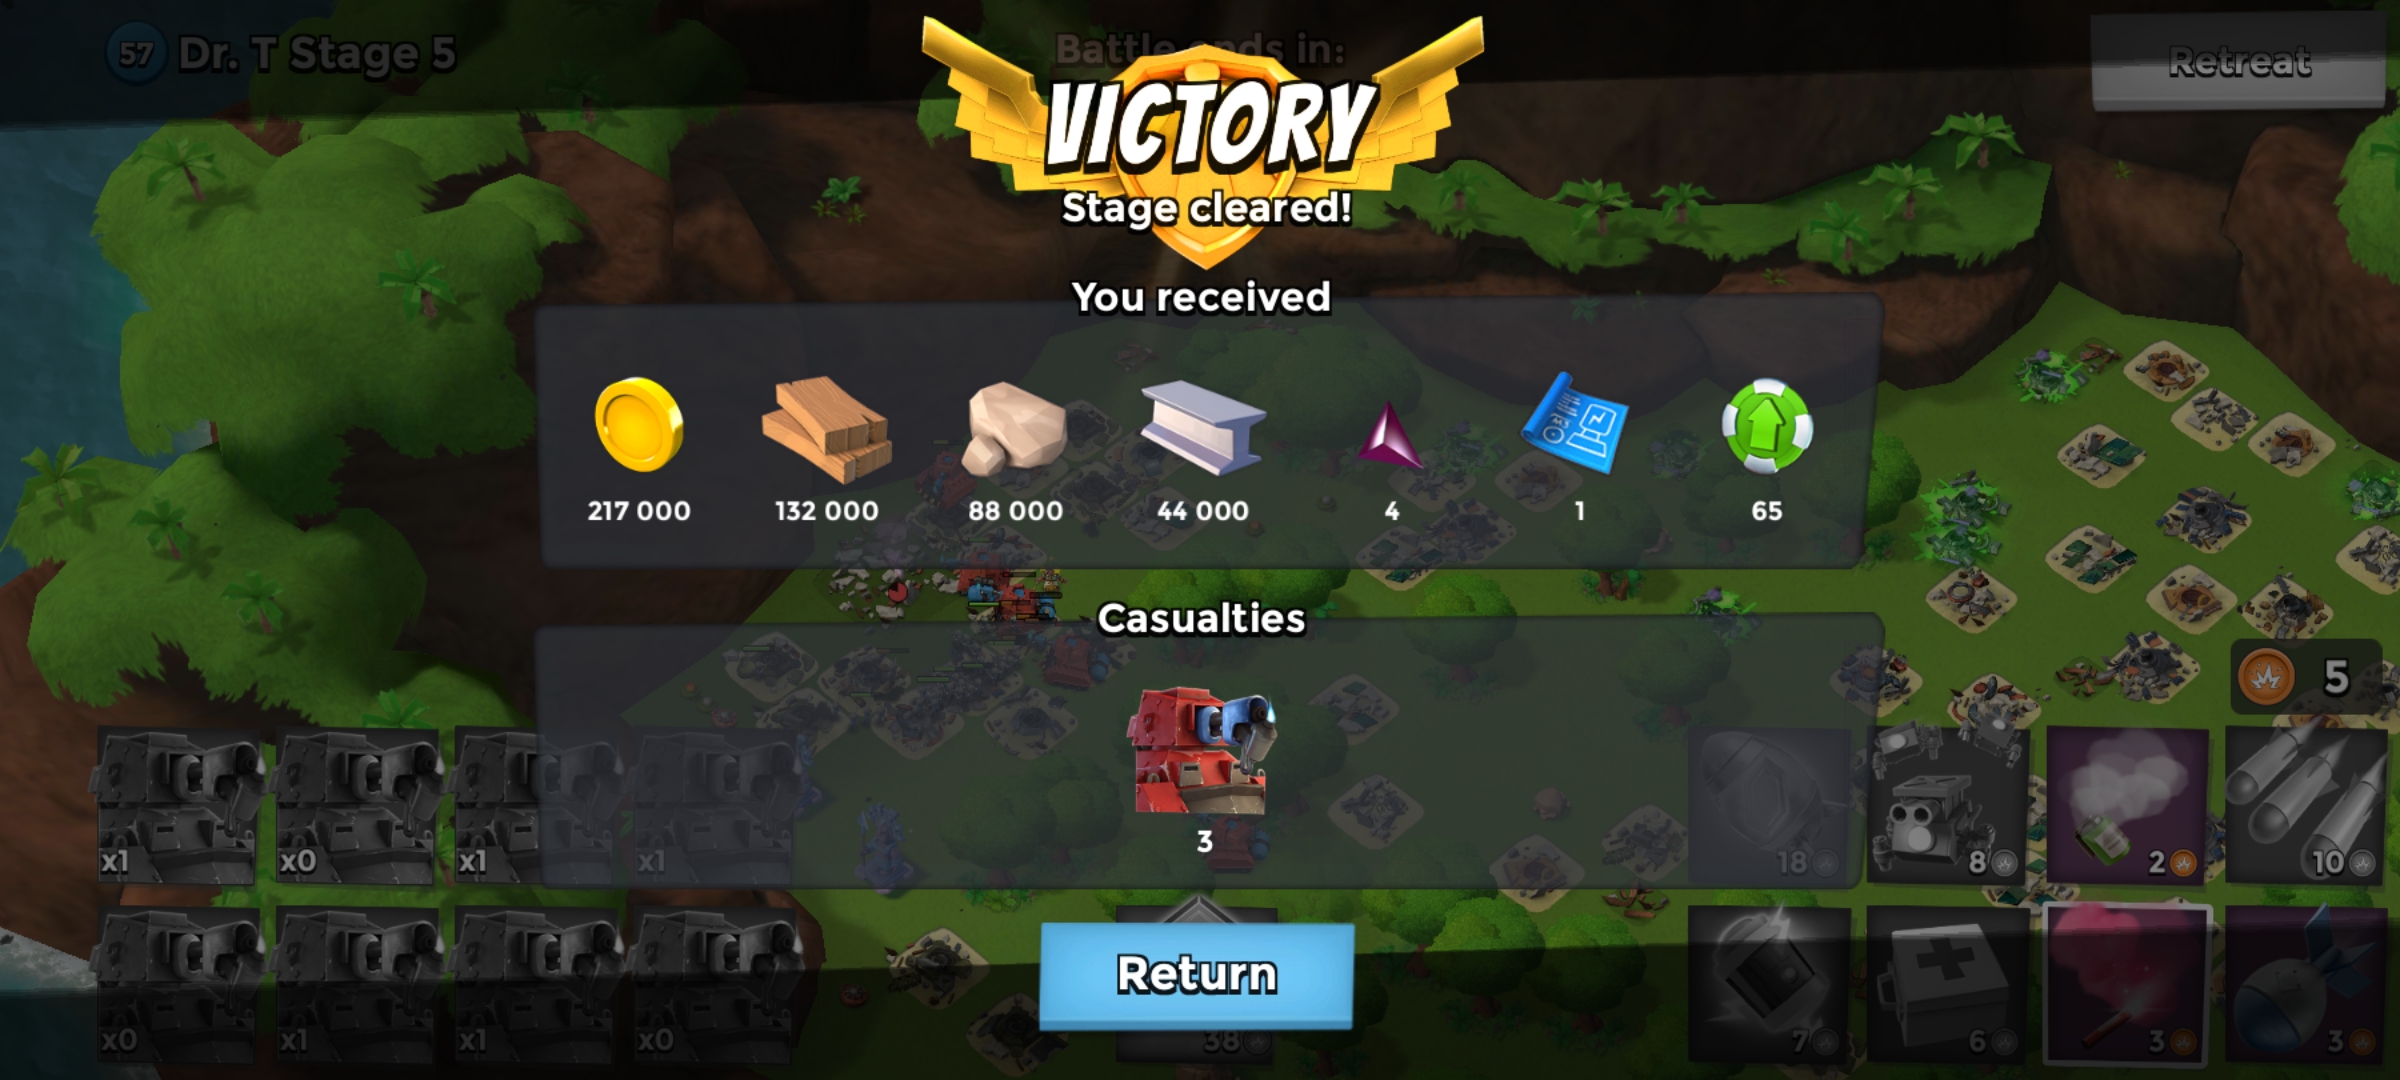 57 Dr. T Stage 5
Battle ends in:
Retreat
VICTORY
Stage cleared!
You received
217 000
132 000
88 000
44 000
4
1
65
Casualties
3
5
x1
x0
x1
x1
18
8
2
10
Return
x0
x1
x1
x0
38
7
6
3
3